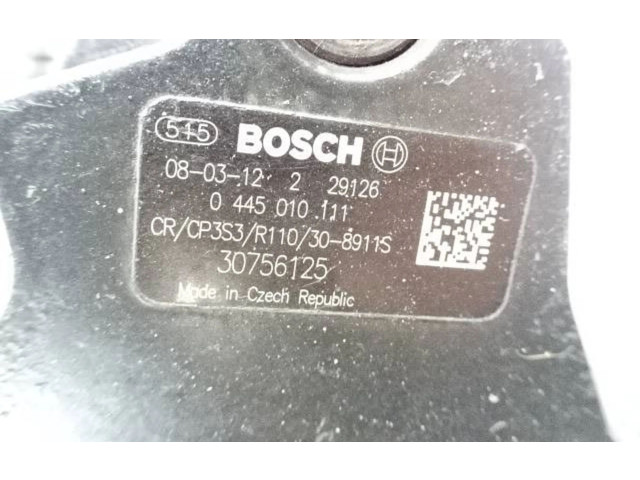 515 BOSCH
08-03-12 2 29126
0 445 010 111
CR/CP3S3/R110/30-8911S
30756125
Made in Czech Republic